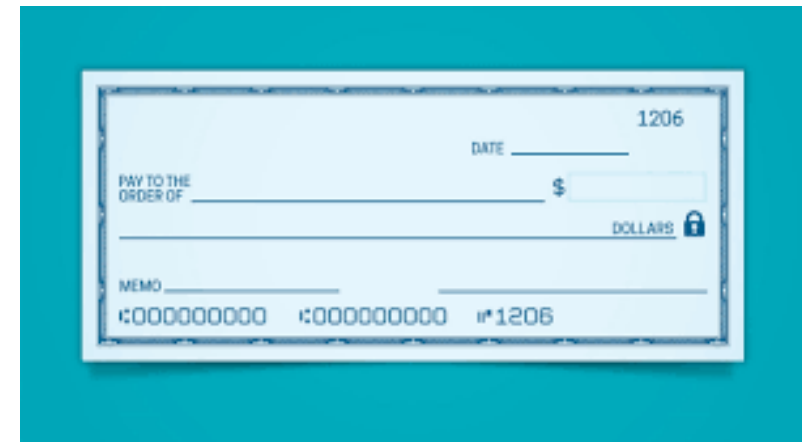 1206
DATE
PAY TO THE
ORDER OF
$
DOLLARS
MEMO
⑆000000000 ⑆000000000 ⑈1206